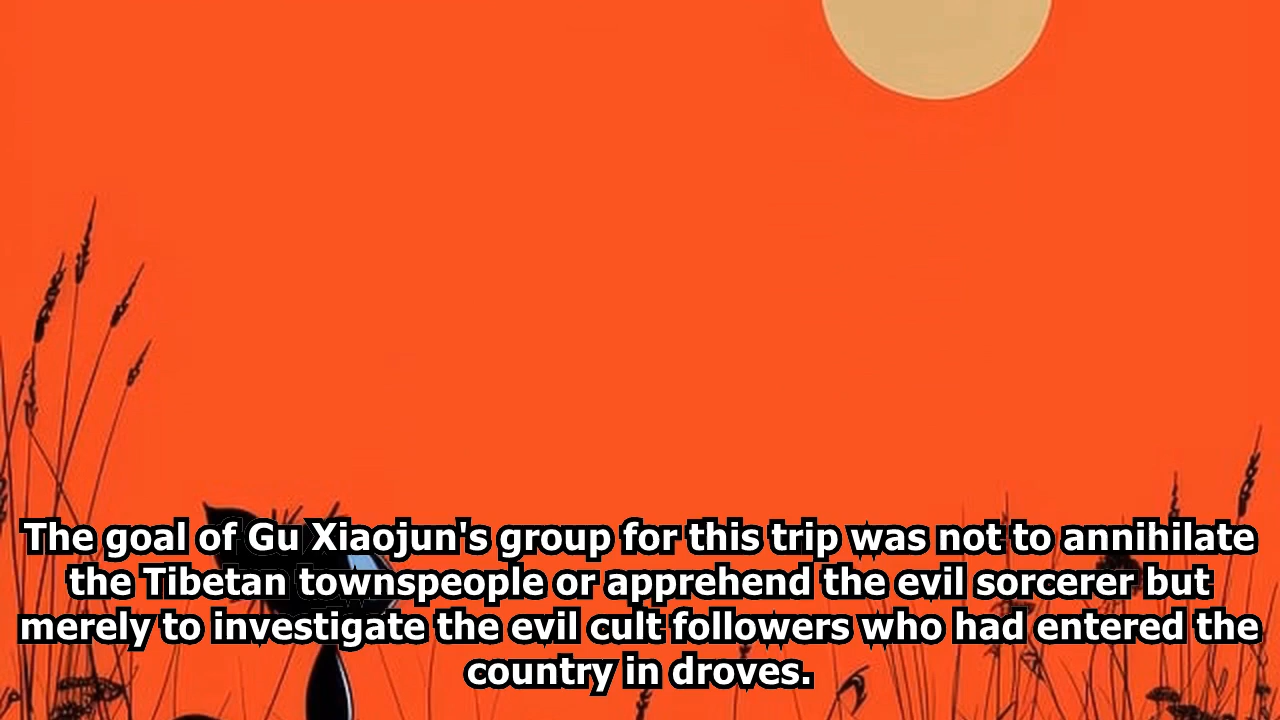 The goal of Gu Xiaojun's group for this trip was not to annihilate
the Tibetan townspeople or apprehend the evil sorcerer but
merely to investigate the evil cult followers who had entered the
country in droves.